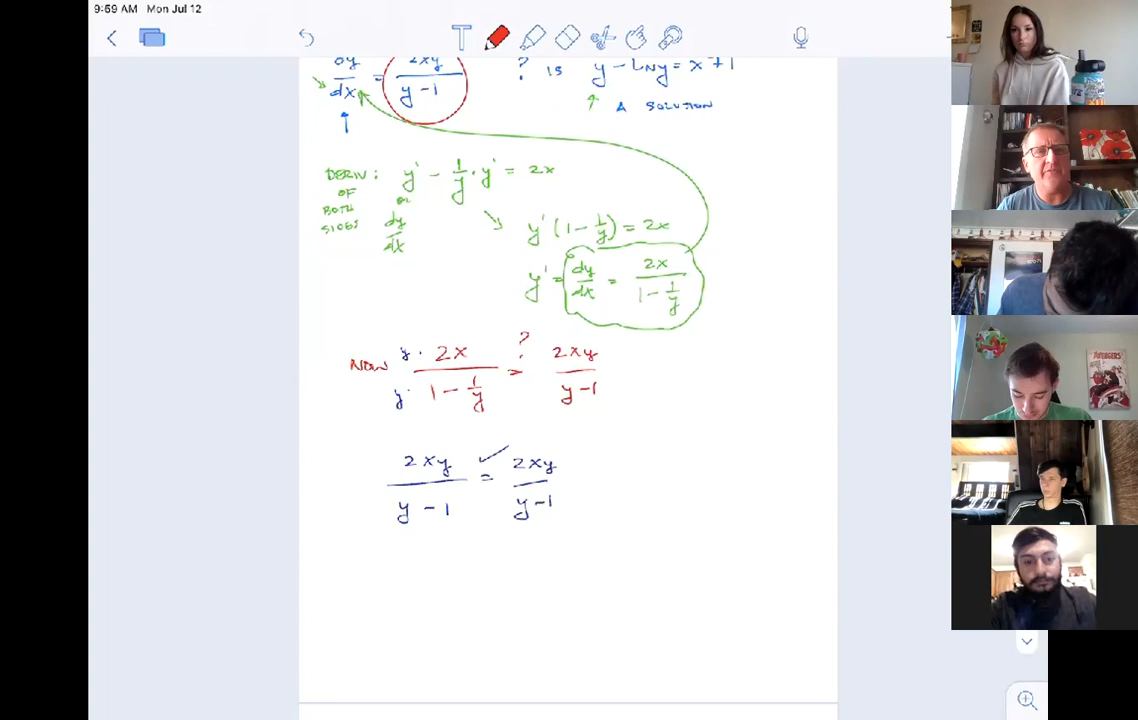 9:59 AM Mon Jul 12
T
dy/dx = 2xy/(y-1) ? IS y - LNy = x + 1
A SOLUTION
DERIV: y' - 1/y · y' = 2x
OF
BOTH
SIDES
or
dy/dx
y' (1 - 1/y) = 2x
y' = dy/dx = 2x/(1 - 1/y)
NOW y · 2x / y · 1 - 1/y ?= 2xy/(y-1)
2xy/(y-1) = ✓ 2xy/(y-1)
AVENGERS